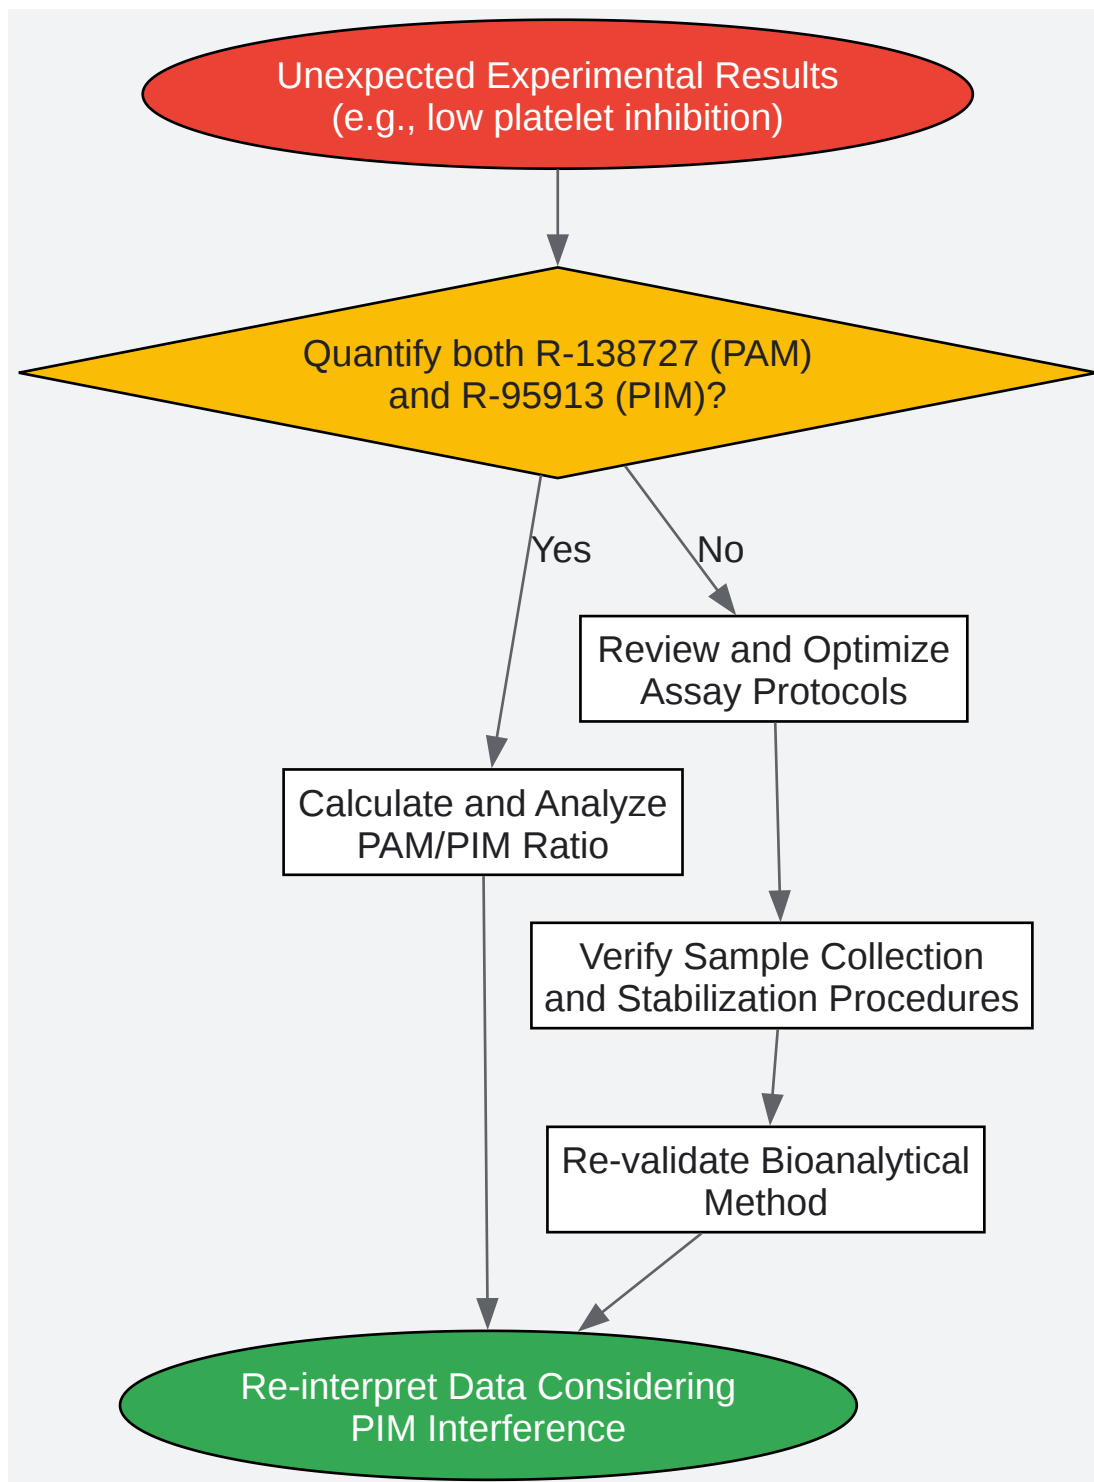 Unexpected Experimental Results
(e.g., low platelet inhibition)
Quantify both R-138727 (PAM)
and R-95913 (PIM)?
Yes
No
Review and Optimize
Assay Protocols
Calculate and Analyze
PAM/PIM Ratio
Verify Sample Collection
and Stabilization Procedures
Re-validate Bioanalytical
Method
Re-interpret Data Considering
PIM Interference